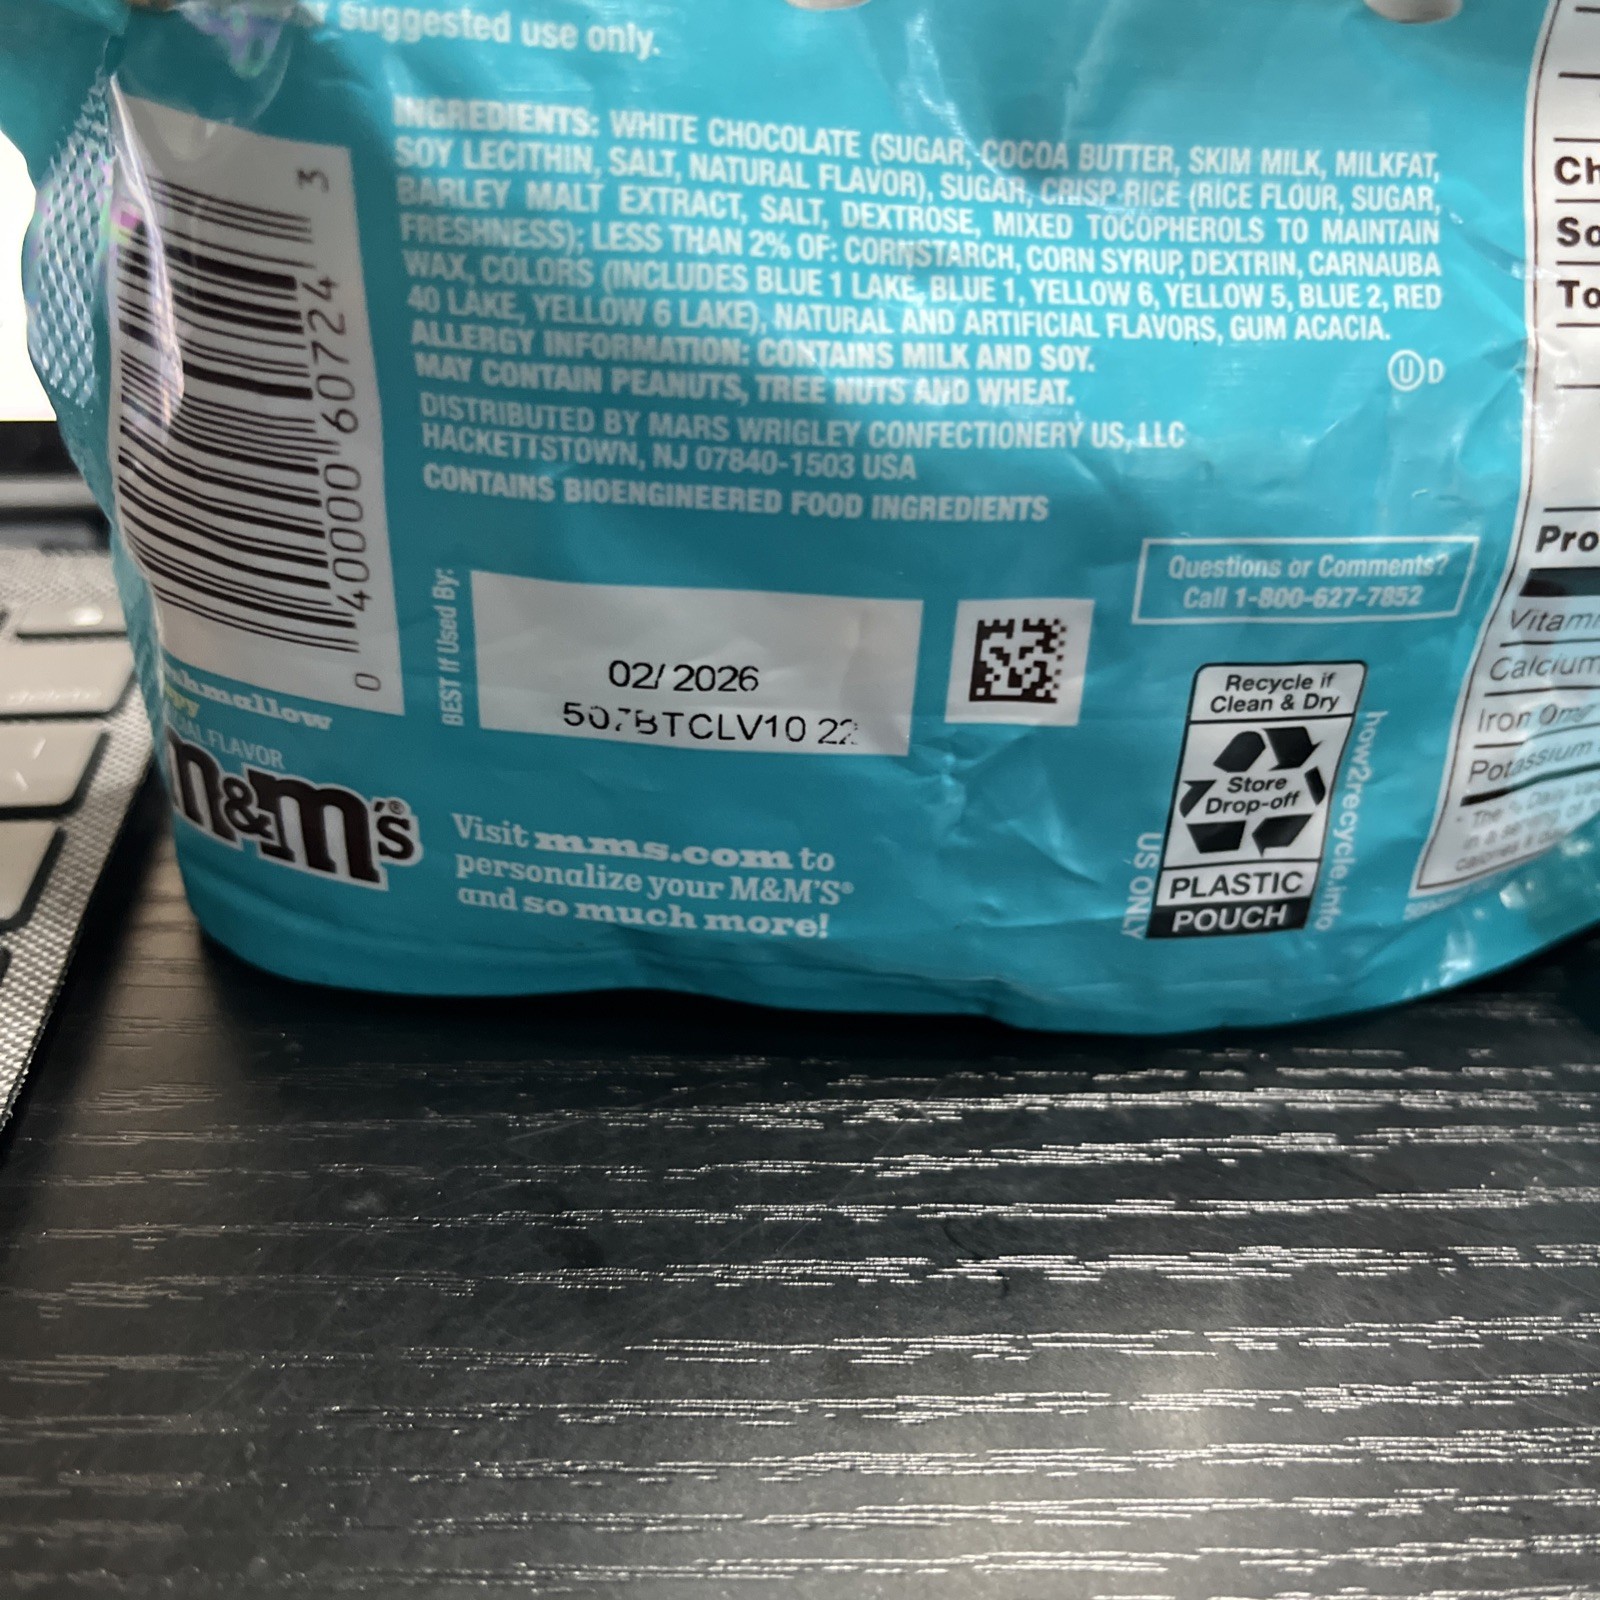 suggested use only.
INGREDIENTS: WHITE CHOCOLATE (SUGAR, COCOA BUTTER, SKIM MILK, MILKFAT,
SOY LECITHIN, SALT, NATURAL FLAVOR), SUGAR, CRISP RICE (RICE FLOUR, SUGAR,
BARLEY MALT EXTRACT, SALT, DEXTROSE, MIXED TOCOPHEROLS TO MAINTAIN
FRESHNESS); LESS THAN 2% OF: CORNSTARCH, CORN SYRUP, DEXTRIN, CARNAUBA
WAX, COLORS (INCLUDES BLUE 1 LAKE, BLUE 1, YELLOW 6, YELLOW 5, BLUE 2, RED
40 LAKE, YELLOW 6 LAKE), NATURAL AND ARTIFICIAL FLAVORS, GUM ACACIA.
ALLERGY INFORMATION: CONTAINS MILK AND SOY.
MAY CONTAIN PEANUTS, TREE NUTS AND WHEAT.
U D
DISTRIBUTED BY MARS WRIGLEY CONFECTIONERY US, LLC
HACKETTSTOWN, NJ 07840-1503 USA
CONTAINS BIOENGINEERED FOOD INGREDIENTS
0 40000 60724 3
BEST If Used By:
02/2026
507BTCLV10 22
Questions or Comments?
Call 1-800-627-7852
Recycle if
Clean & Dry
Store
Drop-off
PLASTIC
POUCH
US ONLY
how2recycle.info
FLAVOR
m&m's®
Visit mms.com to
personalize your M&M'S®
and so much more!
Calcium
Iron 0mg
Potassium